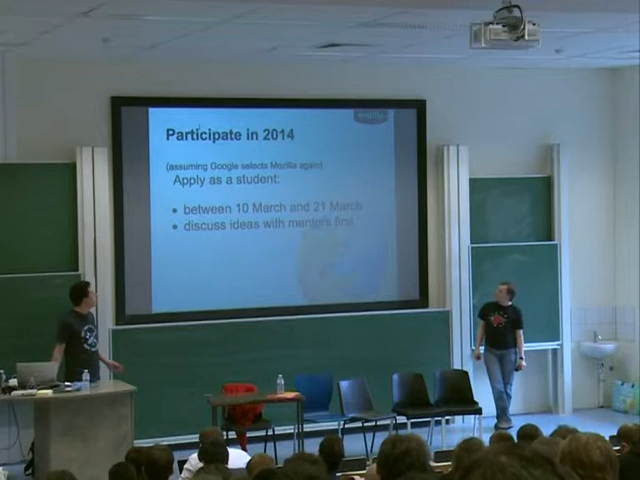 mozilla
Participate in 2014
(assuming Google selects Mozilla again)
Apply as a student:
• between 10 March and 21 March
• discuss ideas with mentors first